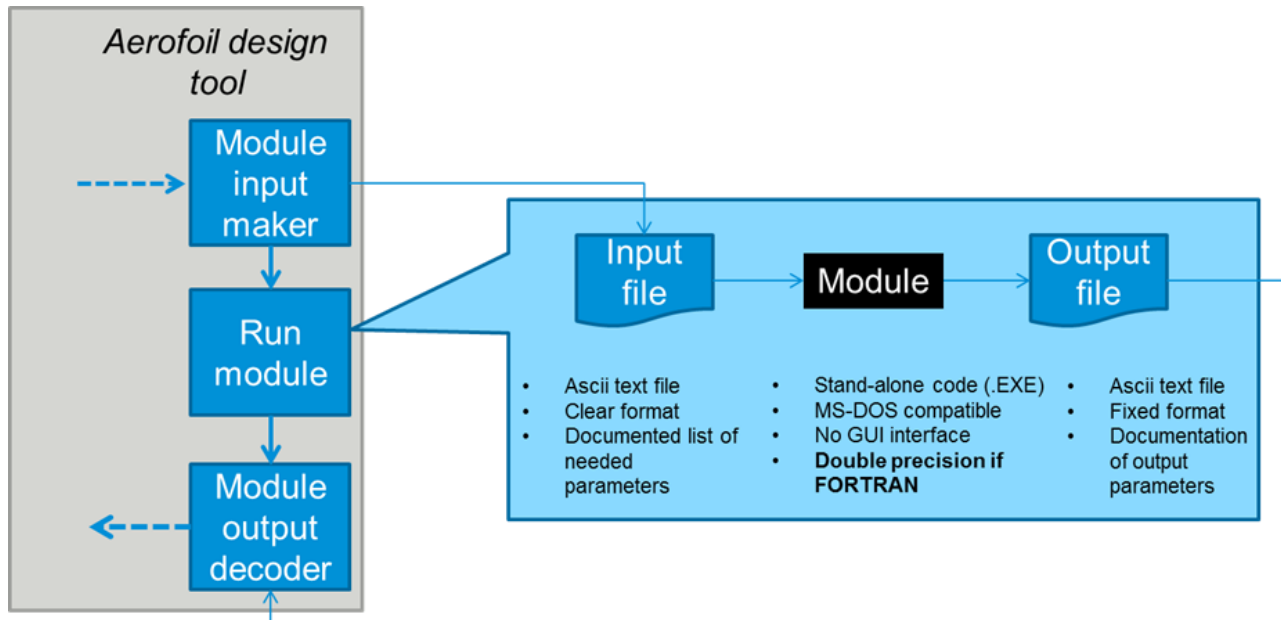 Aerofoil design
tool
Module
input
maker
Run
module
Module
output
decoder
Input
file
Module
Output
file
• Ascii text file
• Clear format
• Documented list of
needed
parameters
• Stand-alone code (.EXE)
• MS-DOS compatible
• No GUI interface
• Double precision if
FORTRAN
• Ascii text file
• Fixed format
• Documentation
of output
parameters